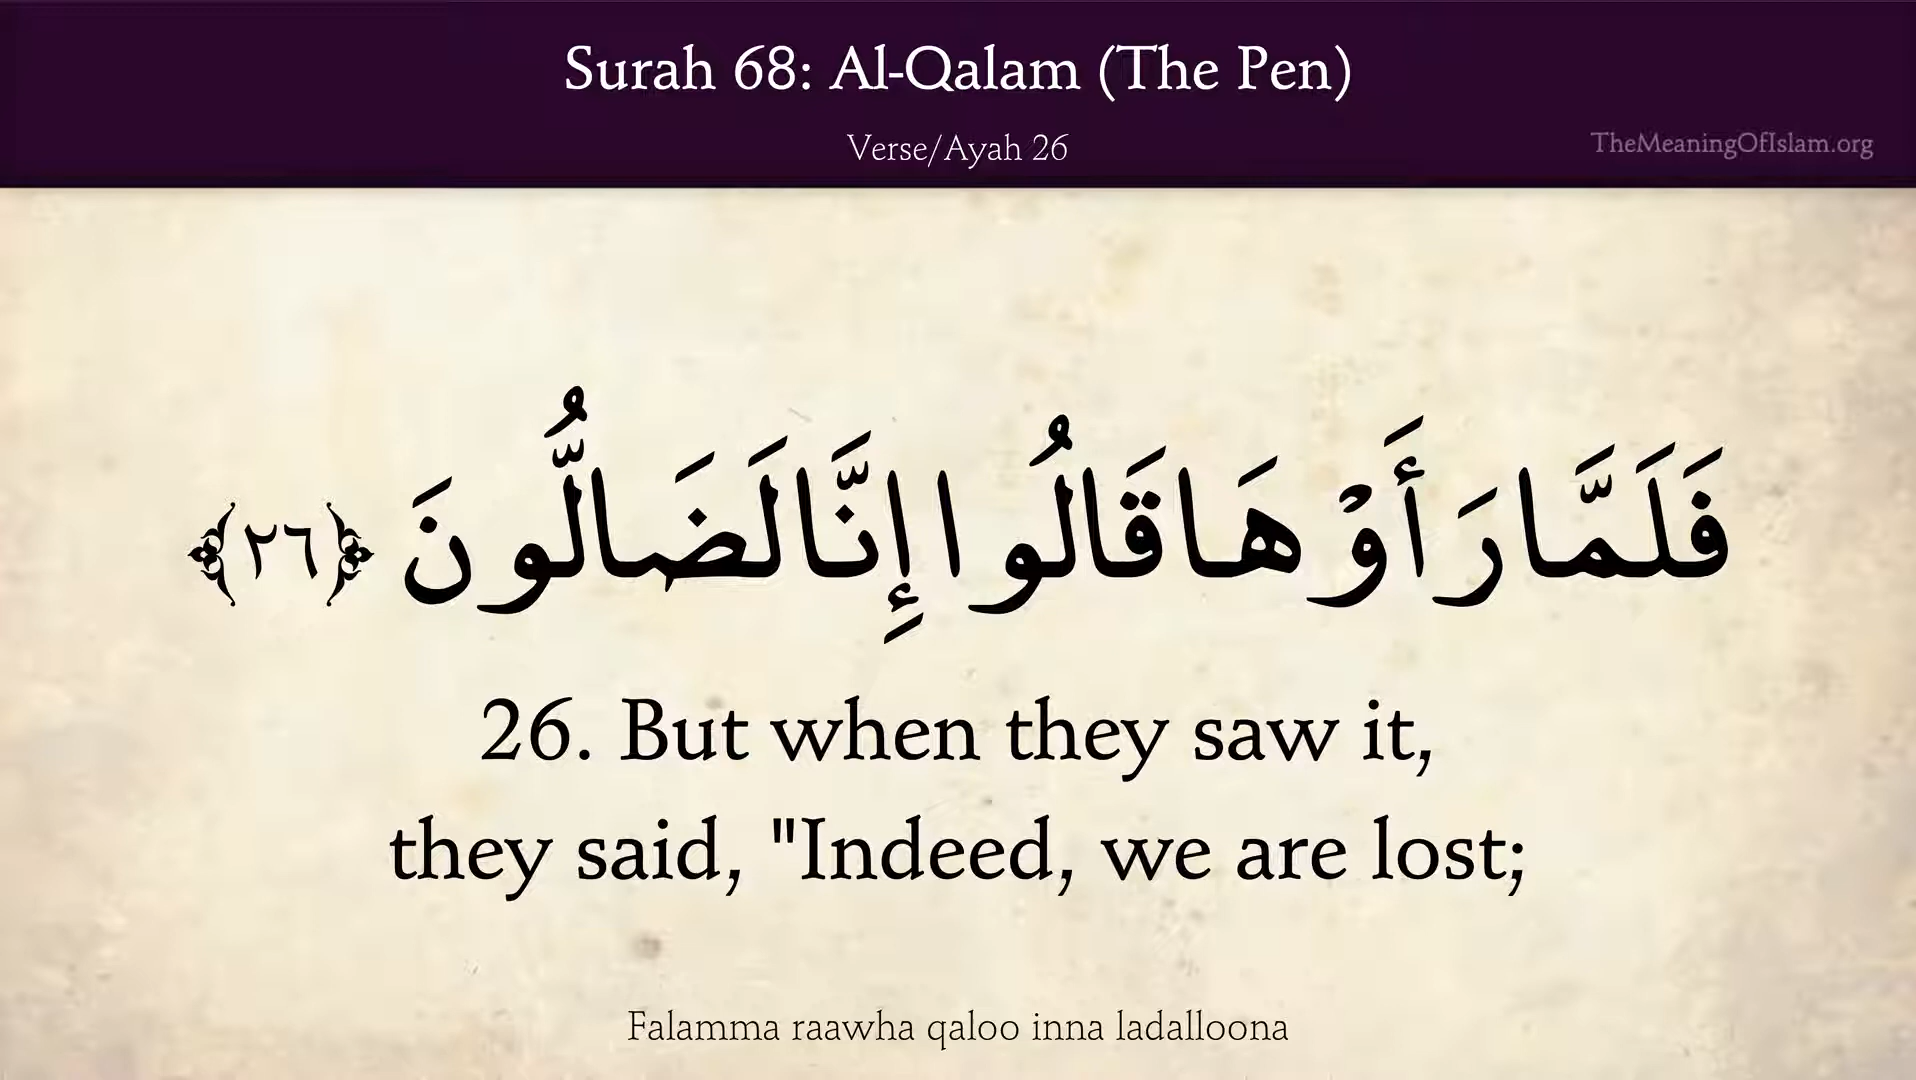 Surah 68: Al-Qalam (The Pen)
Verse/Ayah 26
TheMeaningOfIslam.org
فَلَمَّا رَأَوْهَا قَالُوا إِنَّا لَضَالُّونَ ﴿٢٦﴾
26. But when they saw it,
they said, "Indeed, we are lost;
Falamma raawha qaloo inna ladalloona